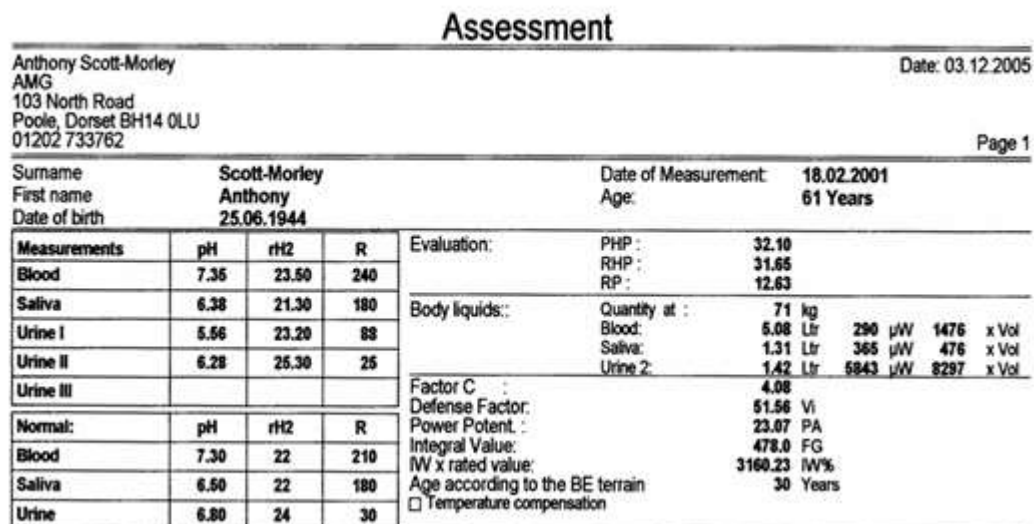 Assessment
Anthony Scott-Morley Date: 03.12.2005
AMG
103 North Road
Poole, Dorset BH14 0LU
01202 733762 Page 1
Surname Scott-Morley Date of Measurement: 18.02.2001
First name Anthony Age: 61 Years
Date of birth 25.06.1944
Measurements pH rH2 R
Blood 7.35 23.50 240
Saliva 6.38 21.30 180
Urine I 5.56 23.20 88
Urine II 6.28 25.30 25
Urine III
Normal: pH rH2 R
Blood 7.30 22 210
Saliva 6.50 22 180
Urine 6.80 24 30
Evaluation: PHP : 32.10
RHP : 31.65
RP : 12.63
Body liquids:: Quantity at : 71 kg
Blood: 5.08 Ltr 290 µW 1476 x Vol
Saliva: 1.31 Ltr 365 µW 476 x Vol
Urine 2: 1.42 Ltr 5843 µW 8297 x Vol
Factor C : 4.08
Defense Factor: 51.56 Vi
Power Potent. : 23.07 PA
Integral Value: 478.0 FG
IW x rated value: 3160.23 IW%
Age according to the BE terrain 30 Years
Temperature compensation